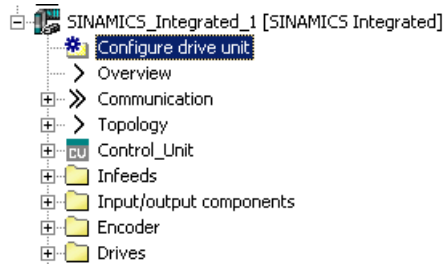 SINAMICS_Integrated_1 [SINAMICS Integrated]
Configure drive unit
Overview
Communication
Topology
CU Control_Unit
Infeeds
Input/output components
Encoder
Drives